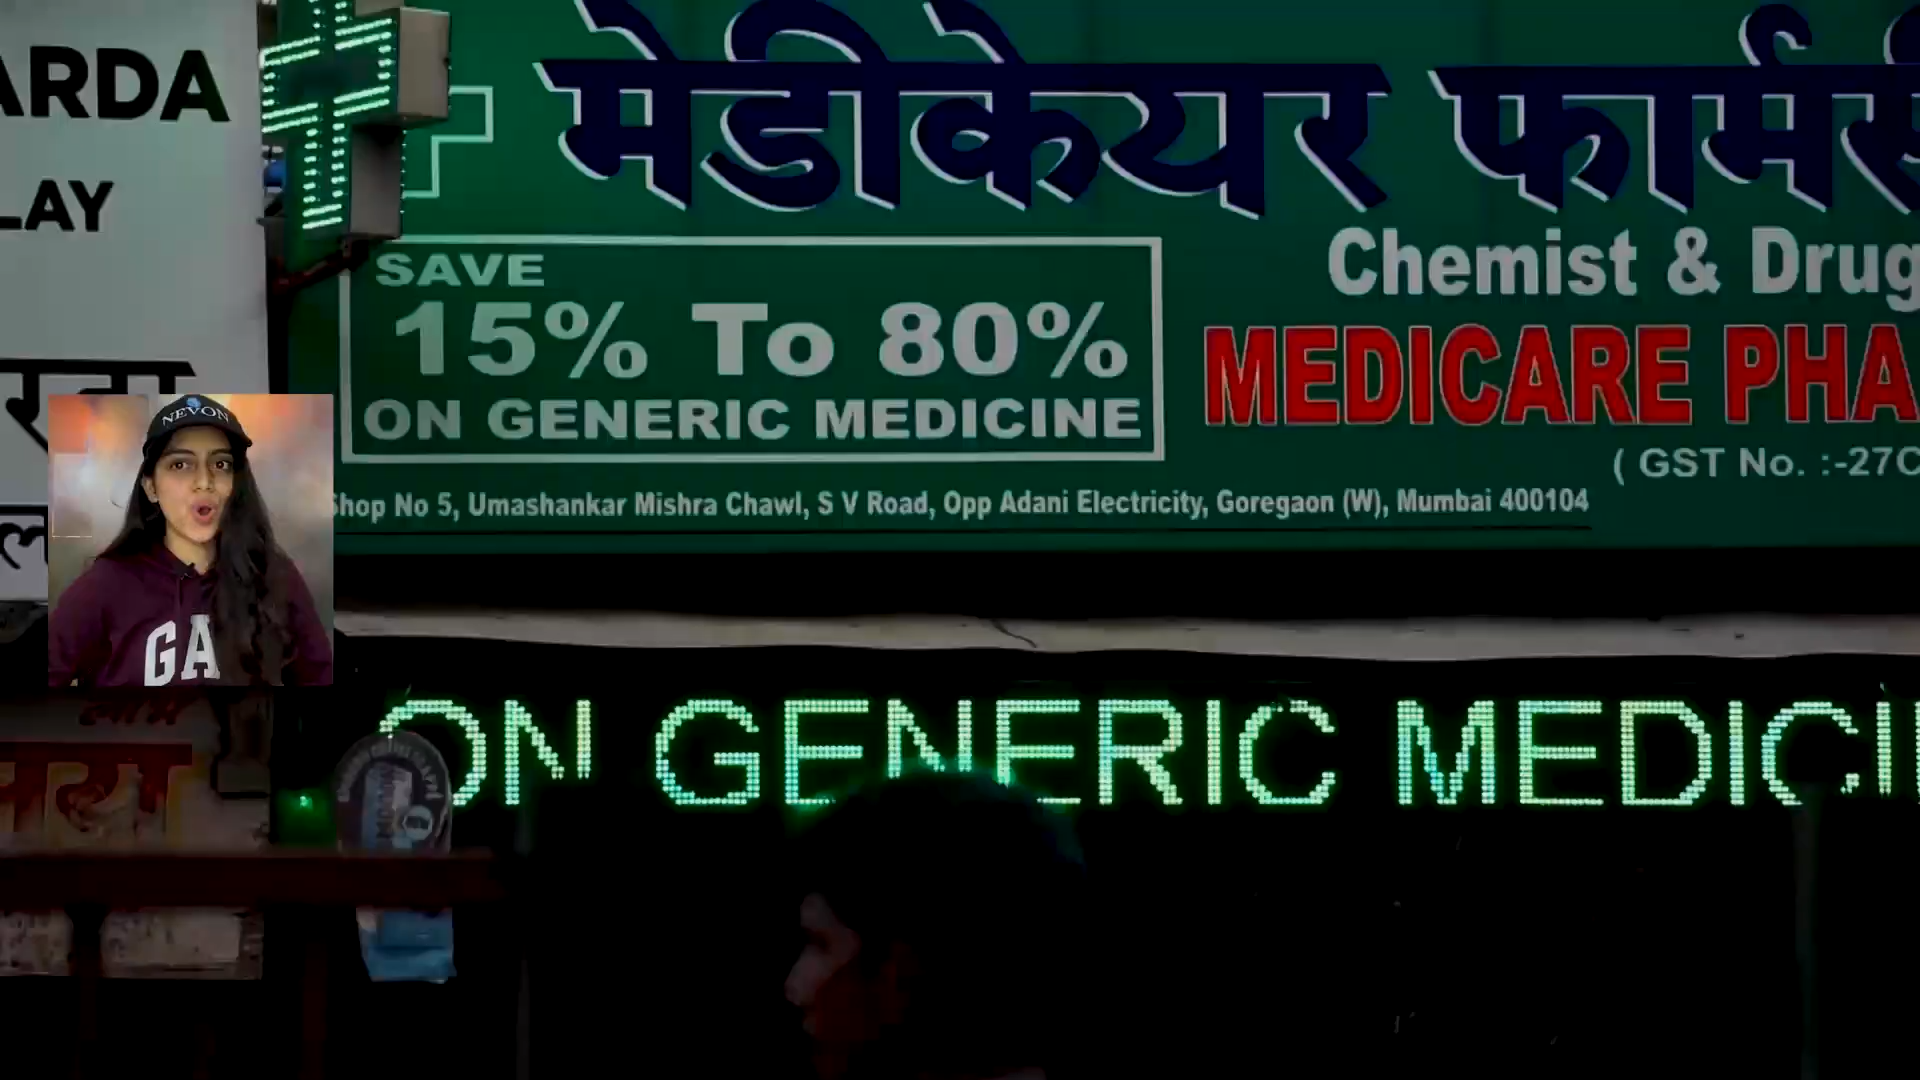 ARDA
LAY
मेडीकेयर फार्मसी
SAVE
15% To 80%
ON GENERIC MEDICINE
Chemist & Drug
MEDICARE PHA
( GST No. :-27C
Shop No 5, Umashankar Mishra Chawl, S V Road, Opp Adani Electricity, Goregaon (W), Mumbai 400104
NEVON
GA
लाभ
ON GENERIC MEDICI